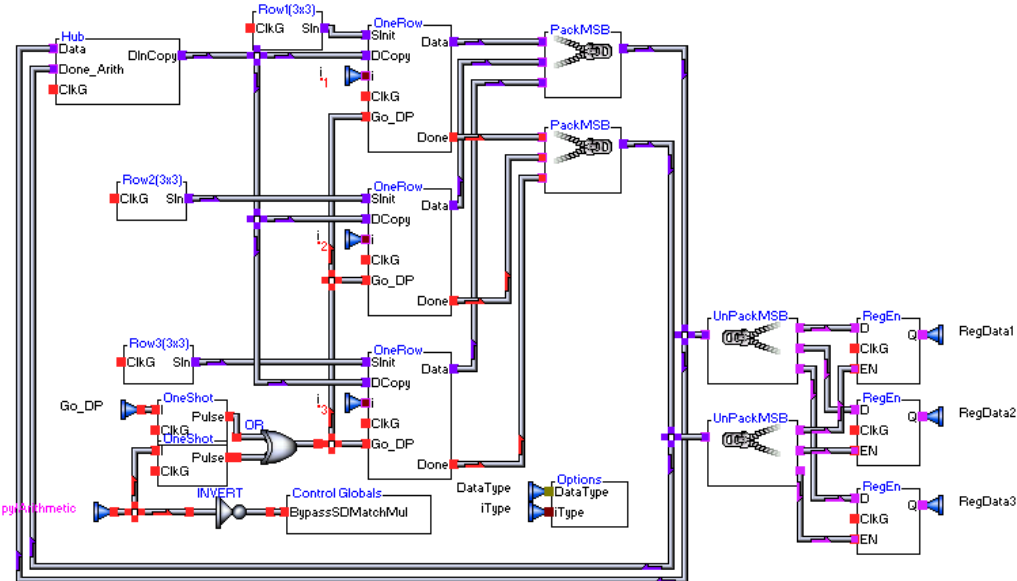 Row1(3x3)
ClkG SIn
Hub
Data
DInCopy
Done_Arith
ClkG
OneRow
SInit
Data
DCopy
i
i
1
ClkG
Go_DP
Done
PackMSB
PackMSB
Row2(3x3)
ClkG SIn
OneRow
SInit
Data
DCopy
i
i
2
ClkG
Go_DP
Done
Row3(3x3)
ClkG SIn
OneRow
SInit
Data
DCopy
i
i
3
ClkG
Go_DP
Done
UnPackMSB
UnPackMSB
RegEn
D
Q
RegData1
ClkG
EN
RegEn
D
Q
RegData2
ClkG
EN
RegEn
D
Q
RegData3
ClkG
EN
Go_DP
OneShot
I
Pulse
ClkG
OR
OneShot
I
Pulse
ClkG
INVERT
Control Globals
BypassSDMatchMul
DataType
iType
Options
DataType
iType